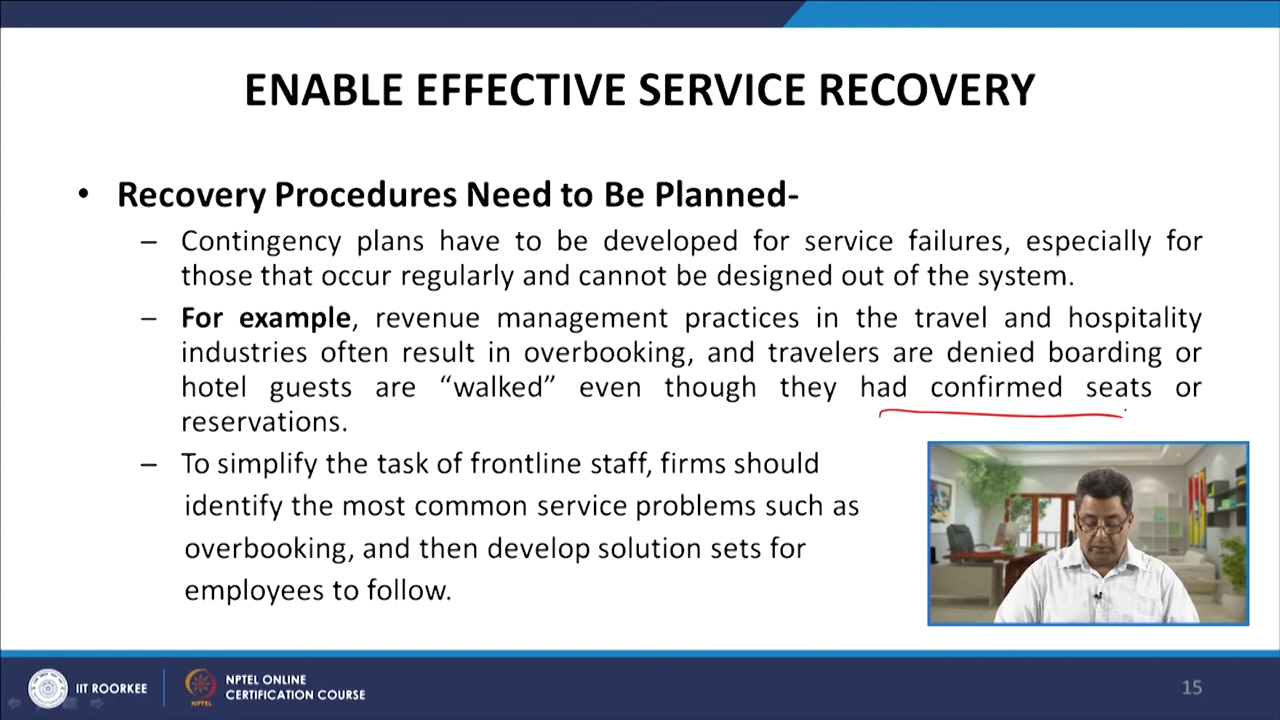 ENABLE EFFECTIVE SERVICE RECOVERY
• Recovery Procedures Need to Be Planned-
– Contingency plans have to be developed for service failures, especially for
those that occur regularly and cannot be designed out of the system.
– For example, revenue management practices in the travel and hospitality
industries often result in overbooking, and travelers are denied boarding or
hotel guests are “walked” even though they had confirmed seats or
reservations.
– To simplify the task of frontline staff, firms should
identify the most common service problems such as
overbooking, and then develop solution sets for
employees to follow.
IIT ROORKEE
NPTEL
NPTEL ONLINE
CERTIFICATION COURSE
15